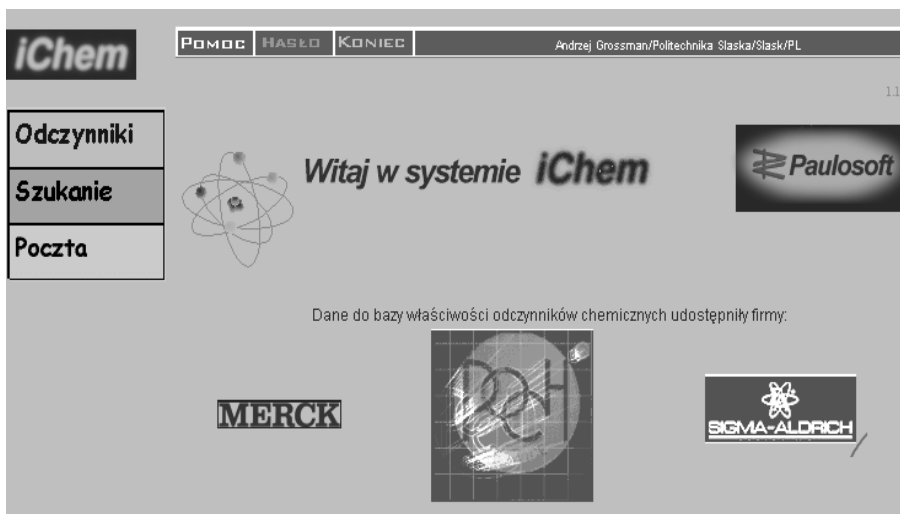 iChem
POMOC HASŁO KONIEC
Andrzej Grossman/Politechnika Slaska/Slask/PL
1.1
Odczynniki
Szukanie
Poczta
Witaj w systemie iChem
Paulosoft
Dane do bazy właściwości odczynników chemicznych udostępniły firmy:
MERCK
SIGMA-ALDRICH